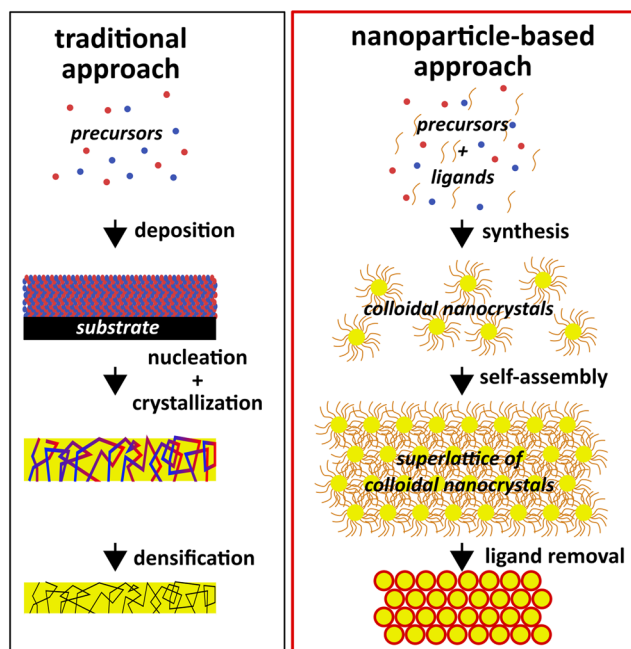 traditional
approach
precursors
deposition
substrate
nucleation
+
crystallization
densification
nanoparticle-based
approach
precursors
+
ligands
synthesis
colloidal nanocrystals
self-assembly
superlattice of
colloidal nanocrystals
ligand removal